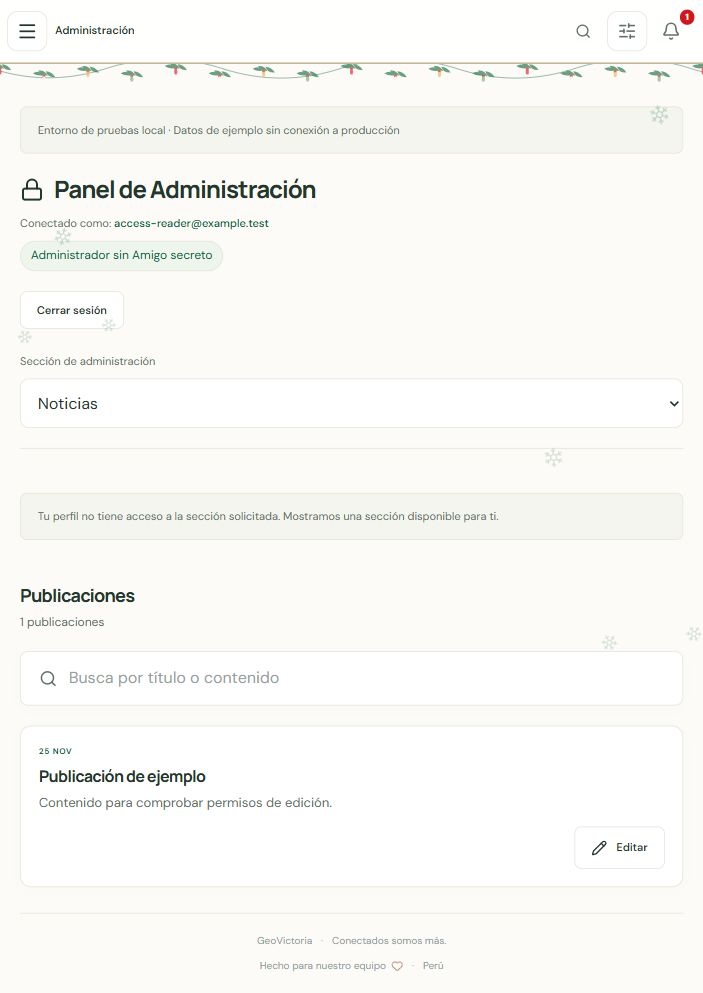 Administración
1
Entorno de pruebas local · Datos de ejemplo sin conexión a producción
Panel de Administración
Conectado como: access-reader@example.test
Administrador sin Amigo secreto
Cerrar sesión
Sección de administración
Noticias
Tu perfil no tiene acceso a la sección solicitada. Mostramos una sección disponible para ti.
Publicaciones
1 publicaciones
Busca por título o contenido
25 NOV
Publicación de ejemplo
Contenido para comprobar permisos de edición.
Editar
GeoVictoria · Conectados somos más.
Hecho para nuestro equipo · Perú